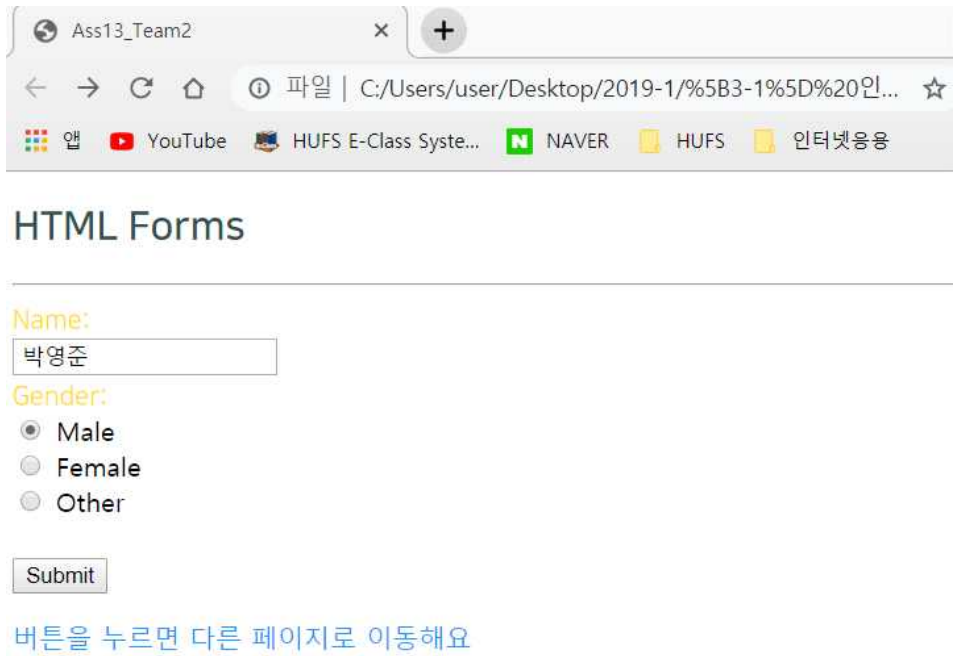 Ass13_Team2
파일 | C:/Users/user/Desktop/2019-1/%5B3-1%5D%20인...
앱 YouTube HUFS E-Class Syste... NAVER HUFS 인터넷응용
HTML Forms
Name:
박영준
Gender:
Male
Female
Other
Submit
버튼을 누르면 다른 페이지로 이동해요